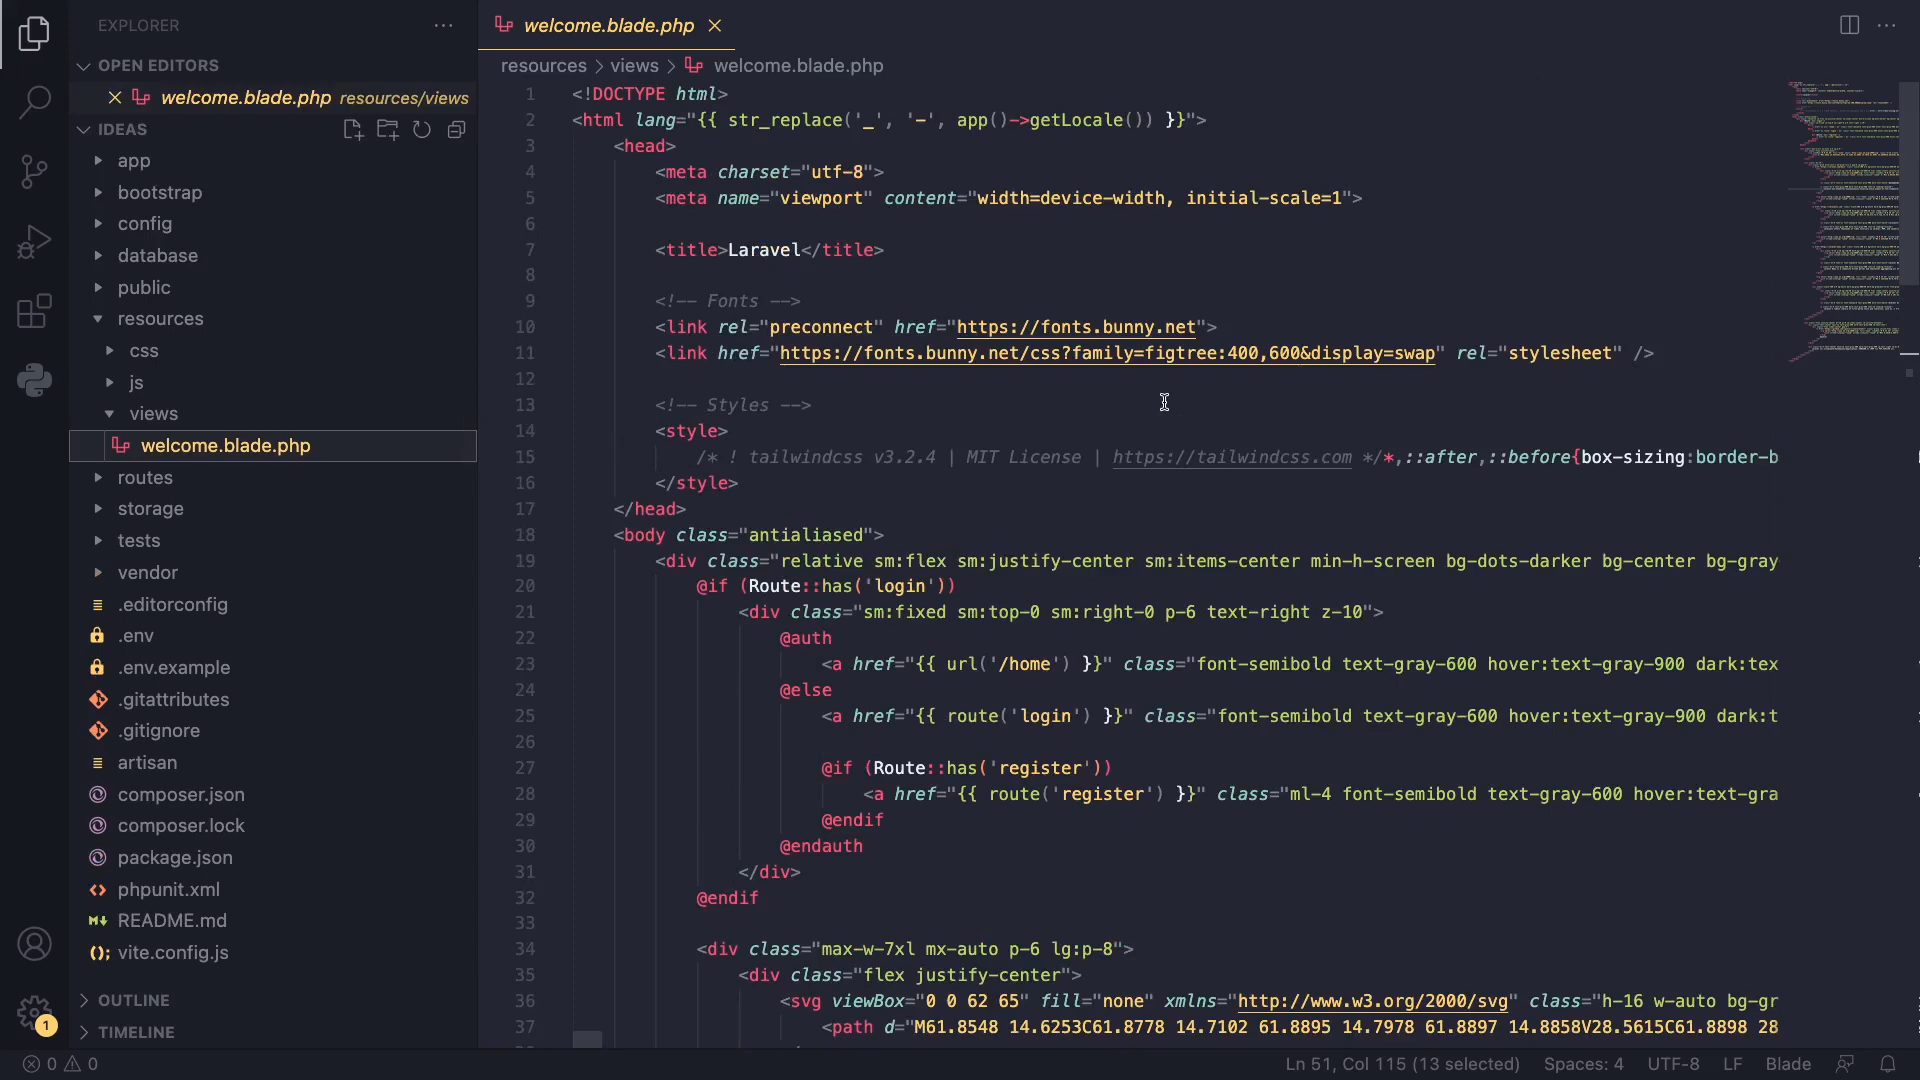 EXPLORER
OPEN EDITORS
welcome.blade.php resources/views
IDEAS
app
bootstrap
config
database
public
resources
css
js
views
welcome.blade.php
routes
storage
tests
vendor
.editorconfig
.env
.env.example
.gitattributes
.gitignore
artisan
composer.json
composer.lock
package.json
phpunit.xml
README.md
vite.config.js
OUTLINE
TIMELINE
1
welcome.blade.php
resources > views > welcome.blade.php
1 <!DOCTYPE html>
2 <html lang="{{ str_replace('_', '-', app()->getLocale()) }}">
3 <head>
4 <meta charset="utf-8">
5 <meta name="viewport" content="width=device-width, initial-scale=1">
6
7 <title>Laravel</title>
8
9 <!-- Fonts -->
10 <link rel="preconnect" href="https://fonts.bunny.net">
11 <link href="https://fonts.bunny.net/css?family=figtree:400,600&display=swap" rel="stylesheet" />
12
13 <!-- Styles -->
14 <style>
15 /* ! tailwindcss v3.2.4 | MIT License | https://tailwindcss.com */*,::after,::before{box-sizing:border-b
16 </style>
17 </head>
18 <body class="antialiased">
19 <div class="relative sm:flex sm:justify-center sm:items-center min-h-screen bg-dots-darker bg-center bg-gray-
20 @if (Route::has('login'))
21 <div class="sm:fixed sm:top-0 sm:right-0 p-6 text-right z-10">
22 @auth
23 <a href="{{ url('/home') }}" class="font-semibold text-gray-600 hover:text-gray-900 dark:tex
24 @else
25 <a href="{{ route('login') }}" class="font-semibold text-gray-600 hover:text-gray-900 dark:t
26
27 @if (Route::has('register'))
28 <a href="{{ route('register') }}" class="ml-4 font-semibold text-gray-600 hover:text-gra
29 @endif
30 @endauth
31 </div>
32 @endif
33
34 <div class="max-w-7xl mx-auto p-6 lg:p-8">
35 <div class="flex justify-center">
36 <svg viewBox="0 0 62 65" fill="none" xmlns="http://www.w3.org/2000/svg" class="h-16 w-auto bg-gr
37 <path d="M61.8548 14.6253C61.8778 14.7102 61.8895 14.7978 61.8897 14.8858V28.5615C61.8898 28
0 0
Ln 51, Col 115 (13 selected) Spaces: 4 UTF-8 LF Blade